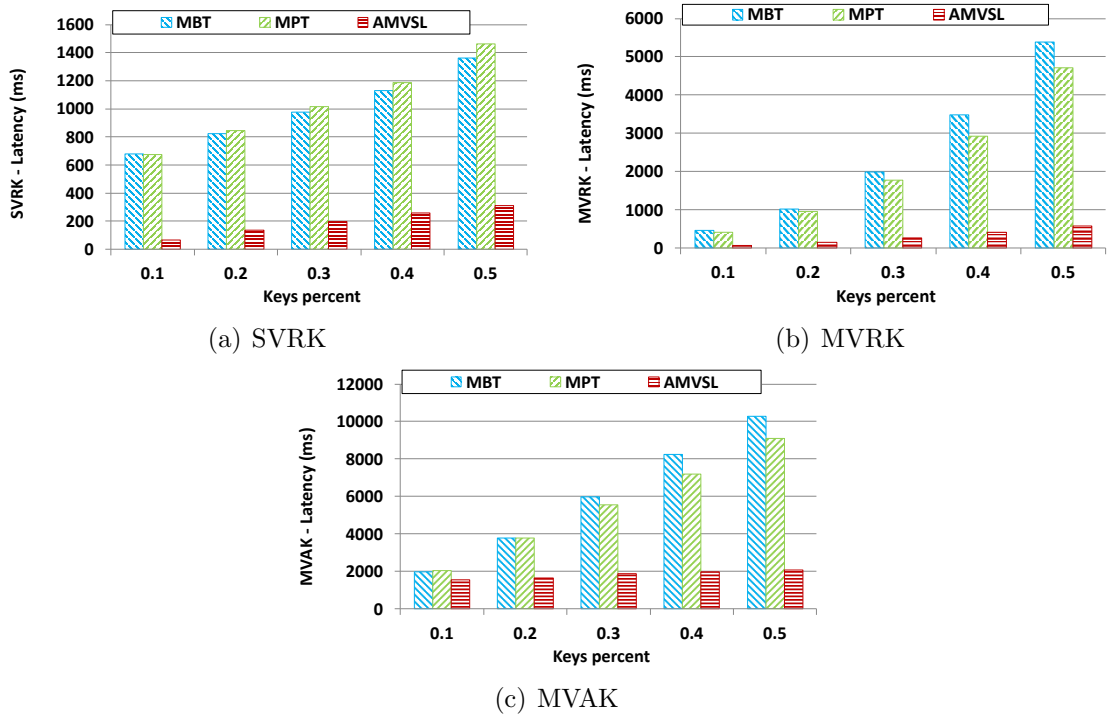 MBT MPT AMVSL
SVRK - Latency (ms)
1600
1400
1200
1000
800
600
400
200
0
0.1 0.2 0.3 0.4 0.5
Keys percent
(a) SVRK
MBT MPT AMVSL
MVRK - Latency (ms)
6000
5000
4000
3000
2000
1000
0
0.1 0.2 0.3 0.4 0.5
Keys percent
(b) MVRK
MBT MPT AMVSL
MVAK - Latency (ms)
12000
10000
8000
6000
4000
2000
0
0.1 0.2 0.3 0.4 0.5
Keys percent
(c) MVAK